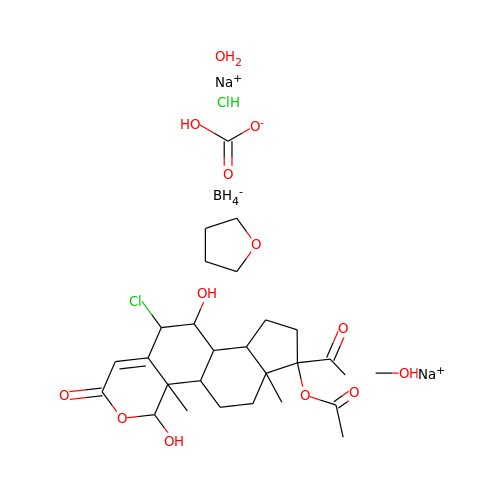 OH2
Na+
ClH
HO O-
O
BH4-
O
Cl OH
O
O OH Na+
O O
O
OH